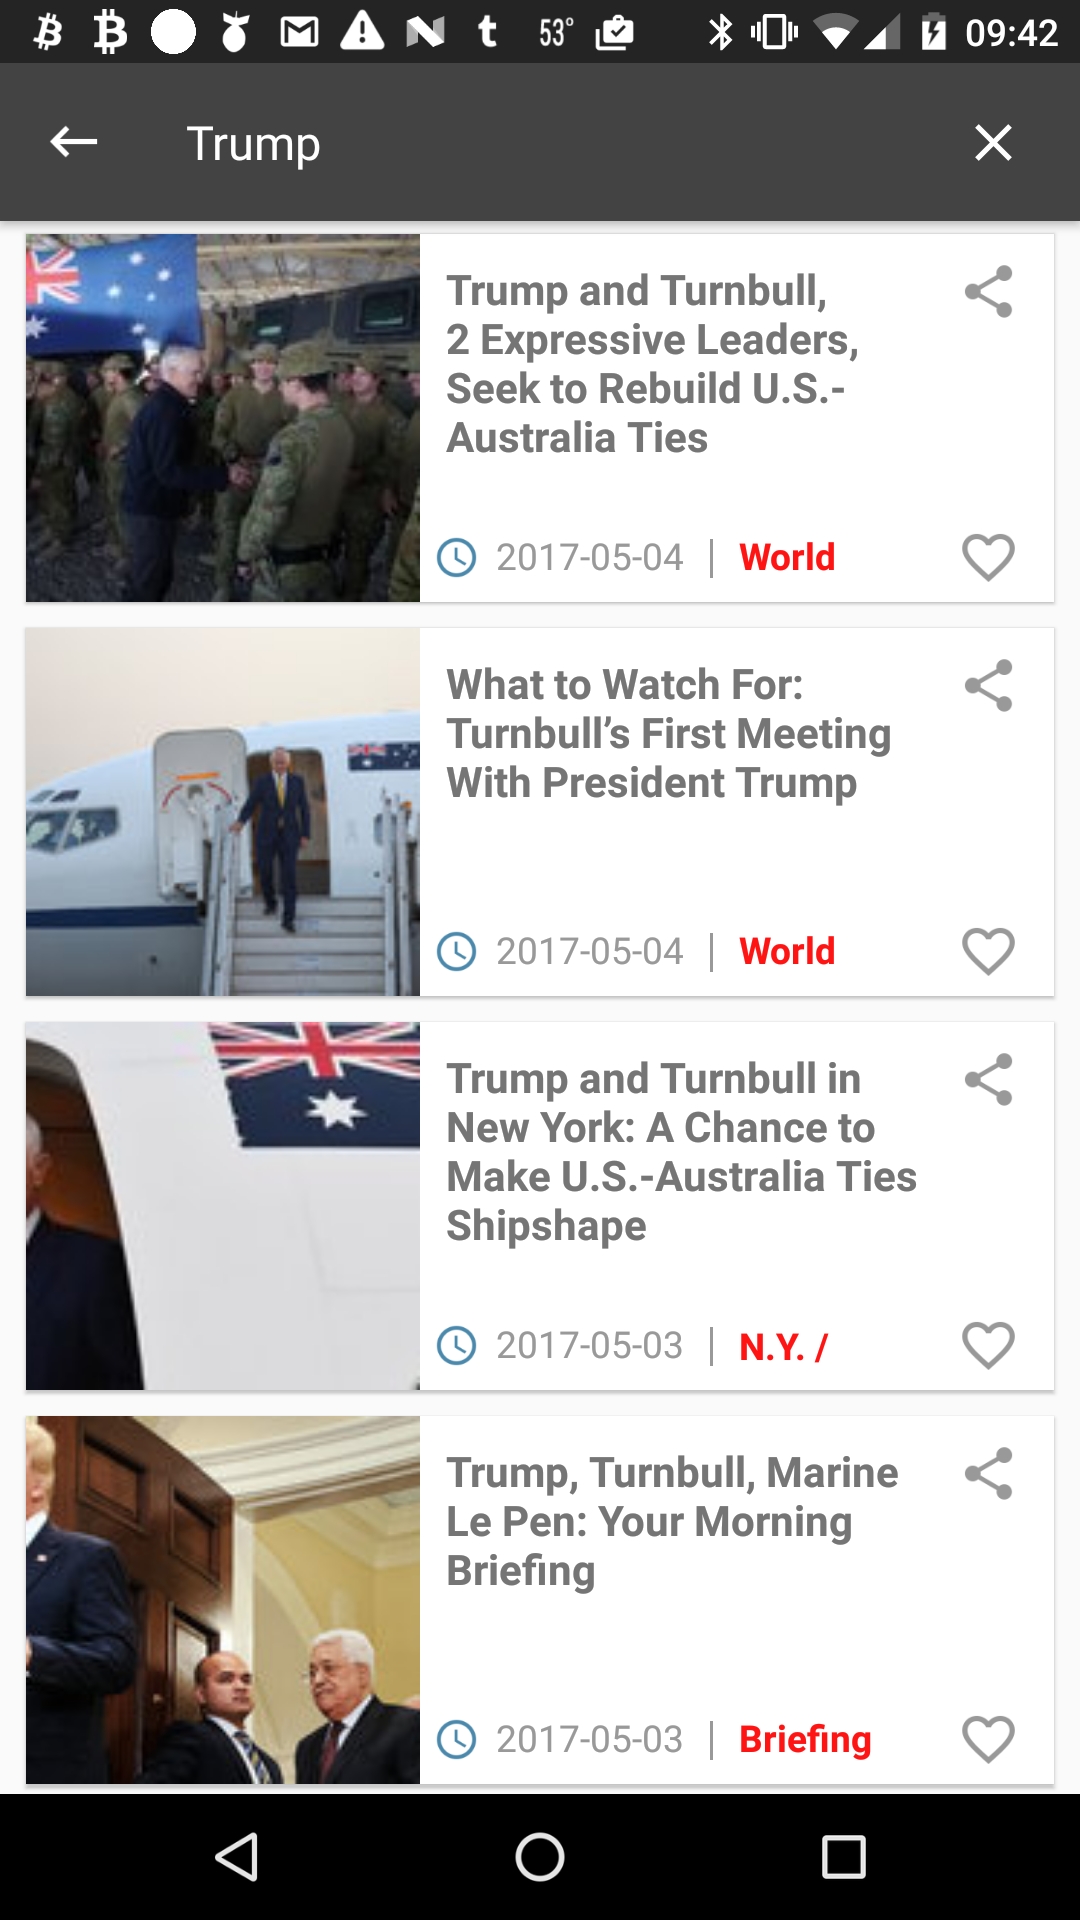 53° 09:42
Trump
Trump and Turnbull,
2 Expressive Leaders,
Seek to Rebuild U.S.-
Australia Ties
2017-05-04 | World
What to Watch For:
Turnbull’s First Meeting
With President Trump
2017-05-04 | World
Trump and Turnbull in
New York: A Chance to
Make U.S.-Australia Ties
Shipshape
2017-05-03 | N.Y. /
Trump, Turnbull, Marine
Le Pen: Your Morning
Briefing
2017-05-03 | Briefing